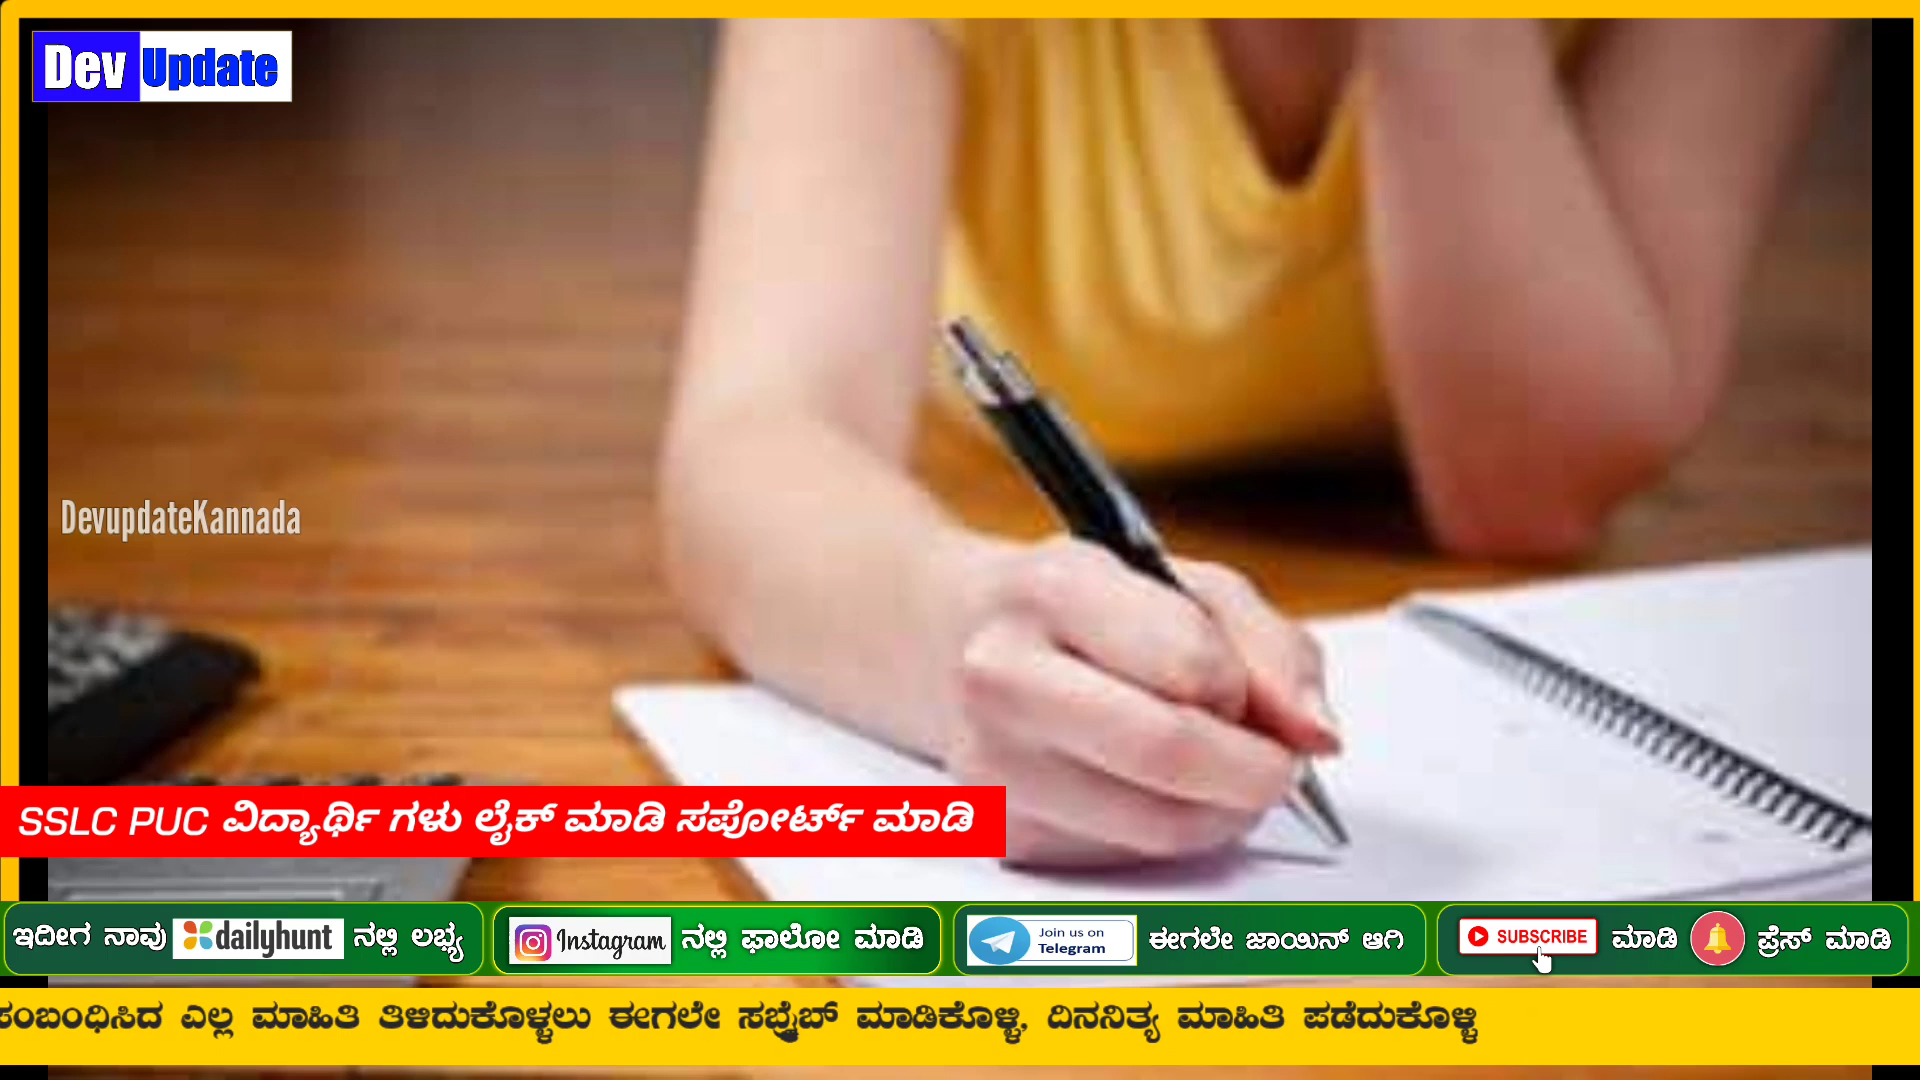 Dev Update
DevupdateKannada
SSLC PUC ವಿದ್ಯಾರ್ಥಿ ಗಳು ಲೈಕ್ ಮಾಡಿ ಸಪೋರ್ಟ್ ಮಾಡಿ
ಇದೀಗ ನಾವು dailyhunt ನಲ್ಲಿ ಲಭ್ಯ
Instagram ನಲ್ಲಿ ಫಾಲೋ ಮಾಡಿ
Join us on
Telegram
ಈಗಲೇ ಜಾಯಿನ್ ಆಗಿ
SUBSCRIBE ಮಾಡಿ ಪ್ರೆಸ್ ಮಾಡಿ
ಸಂಬಂಧಿಸಿದ ಎಲ್ಲ ಮಾಹಿತಿ ತಿಳಿದುಕೊಳ್ಳಲು ಈಗಲೇ ಸಬ್ಸ್ಕ್ರೈಬ್ ಮಾಡಿಕೊಳ್ಳಿ, ದಿನನಿತ್ಯ ಮಾಹಿತಿ ಪಡೆದುಕೊಳ್ಳಿ